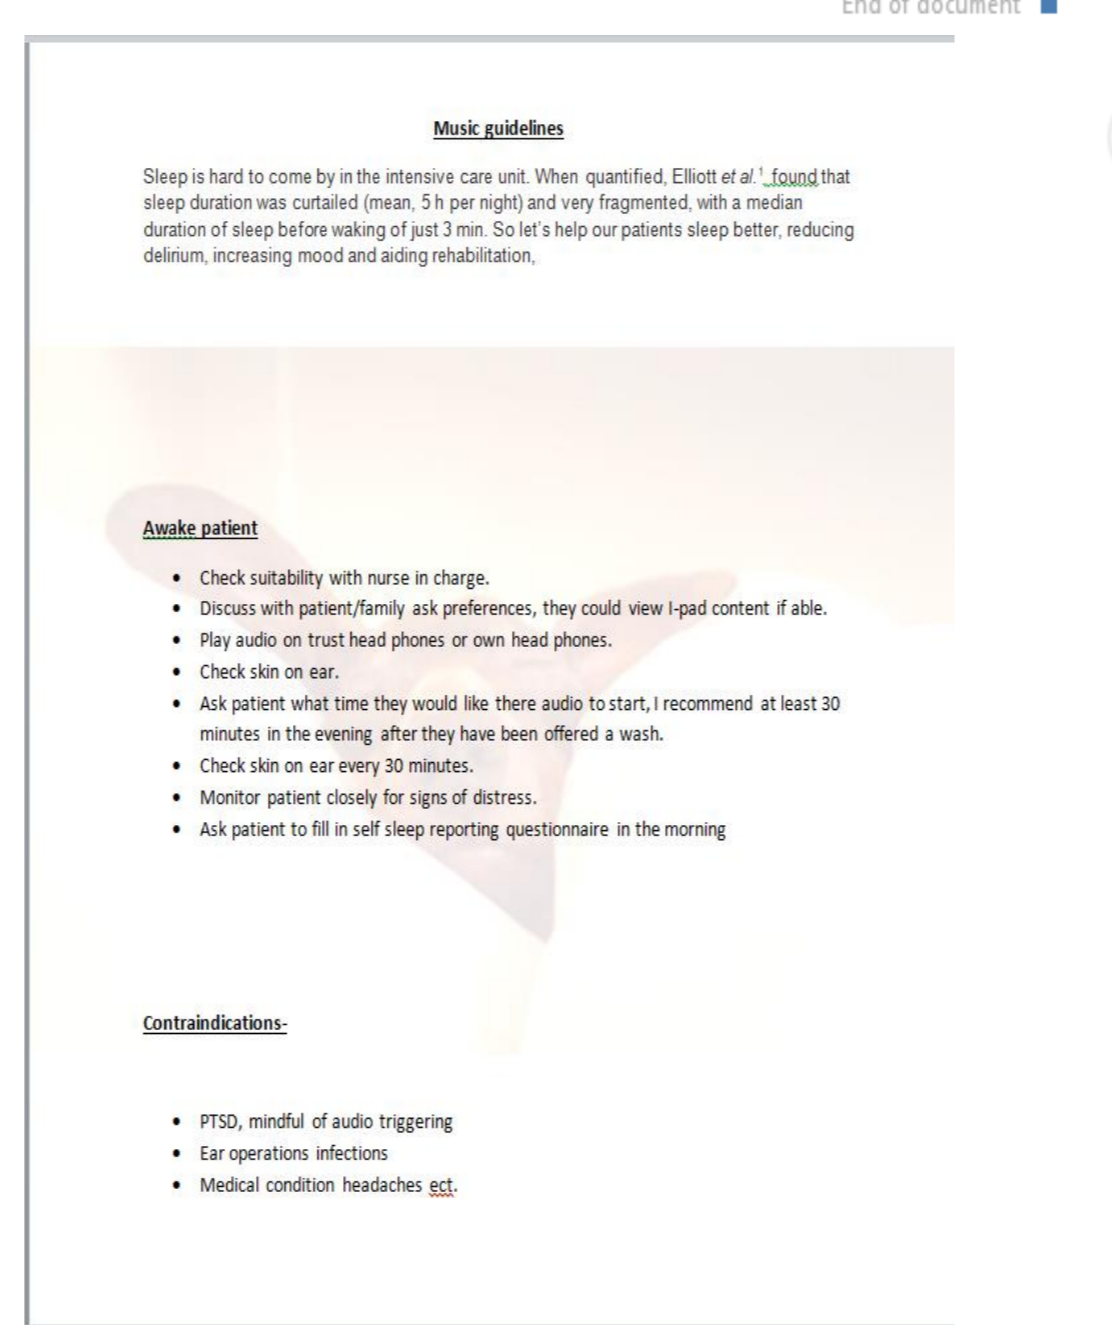 End of document
Music guidelines
Sleep is hard to come by in the intensive care unit. When quantified, Elliott et al.¹ found that
sleep duration was curtailed (mean, 5 h per night) and very fragmented, with a median
duration of sleep before waking of just 3 min. So let's help our patients sleep better, reducing
delirium, increasing mood and aiding rehabilitation,
Awake patient
• Check suitability with nurse in charge.
• Discuss with patient/family ask preferences, they could view I-pad content if able.
• Play audio on trust head phones or own head phones.
• Check skin on ear.
• Ask patient what time they would like there audio to start, I recommend at least 30
minutes in the evening after they have been offered a wash.
• Check skin on ear every 30 minutes.
• Monitor patient closely for signs of distress.
• Ask patient to fill in self sleep reporting questionnaire in the morning
Contraindications-
• PTSD, mindful of audio triggering
• Ear operations infections
• Medical condition headaches ect.